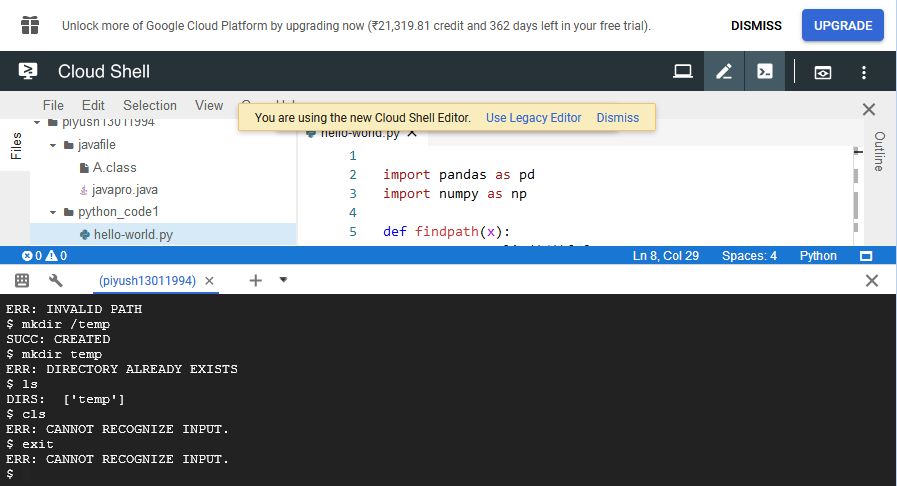 Unlock more of Google Cloud Platform by upgrading now (₹21,319.81 credit and 362 days left in your free trial).
DISMISS
UPGRADE
Cloud Shell
File Edit Selection View
You are using the new Cloud Shell Editor. Use Legacy Editor Dismiss
Files
piyush13011994
javafile
A.class
javapro.java
python_code1
hello-world.py
hello-world.py
1
2 import pandas as pd
3 import numpy as np
4
5 def findpath(x):
Outline
0 0
Ln 8, Col 29 Spaces: 4 Python
(piyush13011994)
ERR: INVALID PATH
$ mkdir /temp
SUCC: CREATED
$ mkdir temp
ERR: DIRECTORY ALREADY EXISTS
$ ls
DIRS: ['temp']
$ cls
ERR: CANNOT RECOGNIZE INPUT.
$ exit
ERR: CANNOT RECOGNIZE INPUT.
$